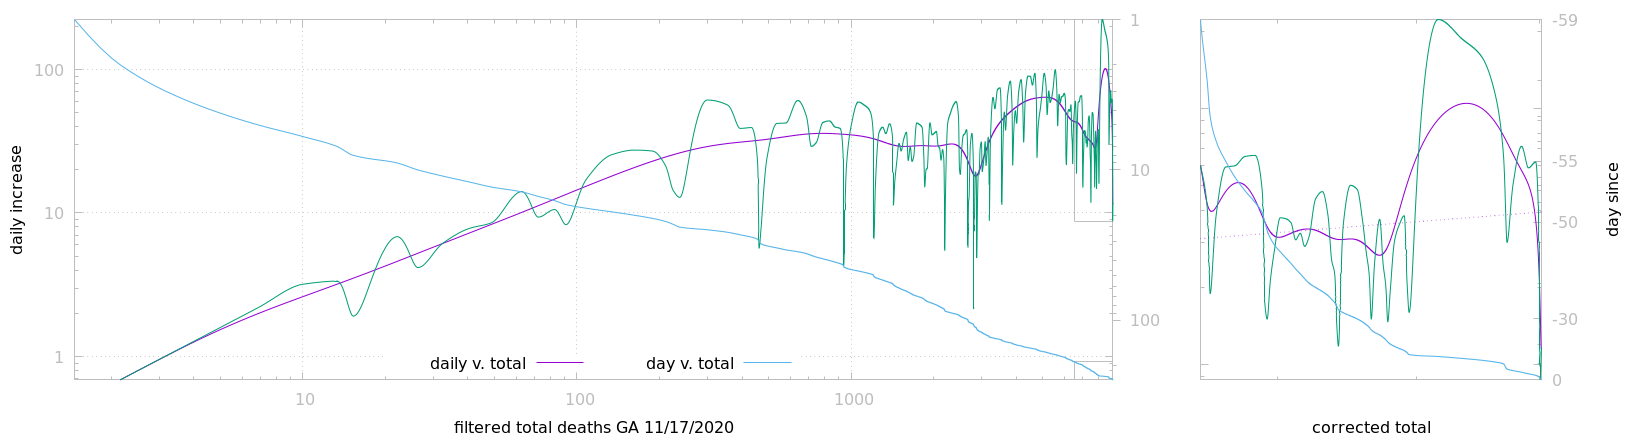 1
-59
100
daily increase
10
-55
10
-50
day since
-30
100
1
daily v. total
day v. total
0
10
100
1000
filtered total deaths GA 11/17/2020
corrected total